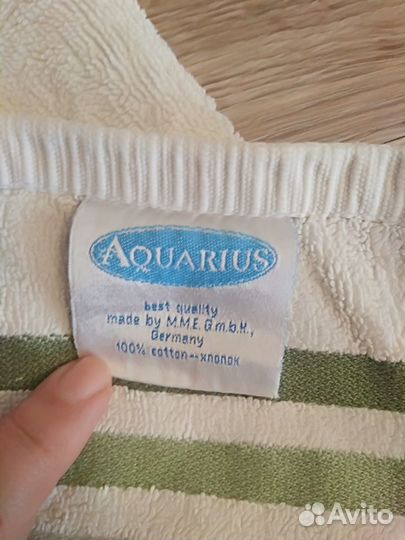 AQUARIUS
best quality
made by M.M.E.G.m.b.H.,
Germany
100% cotton--хлопок
Avito